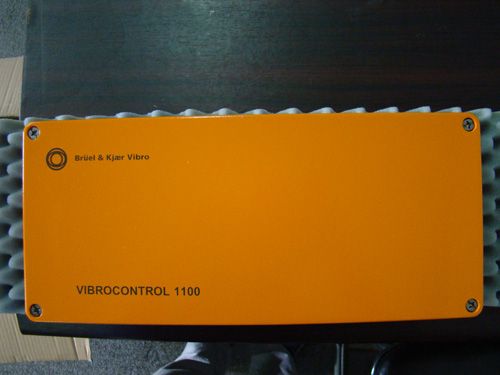 Brüel & Kjær Vibro
VIBROCONTROL 1100